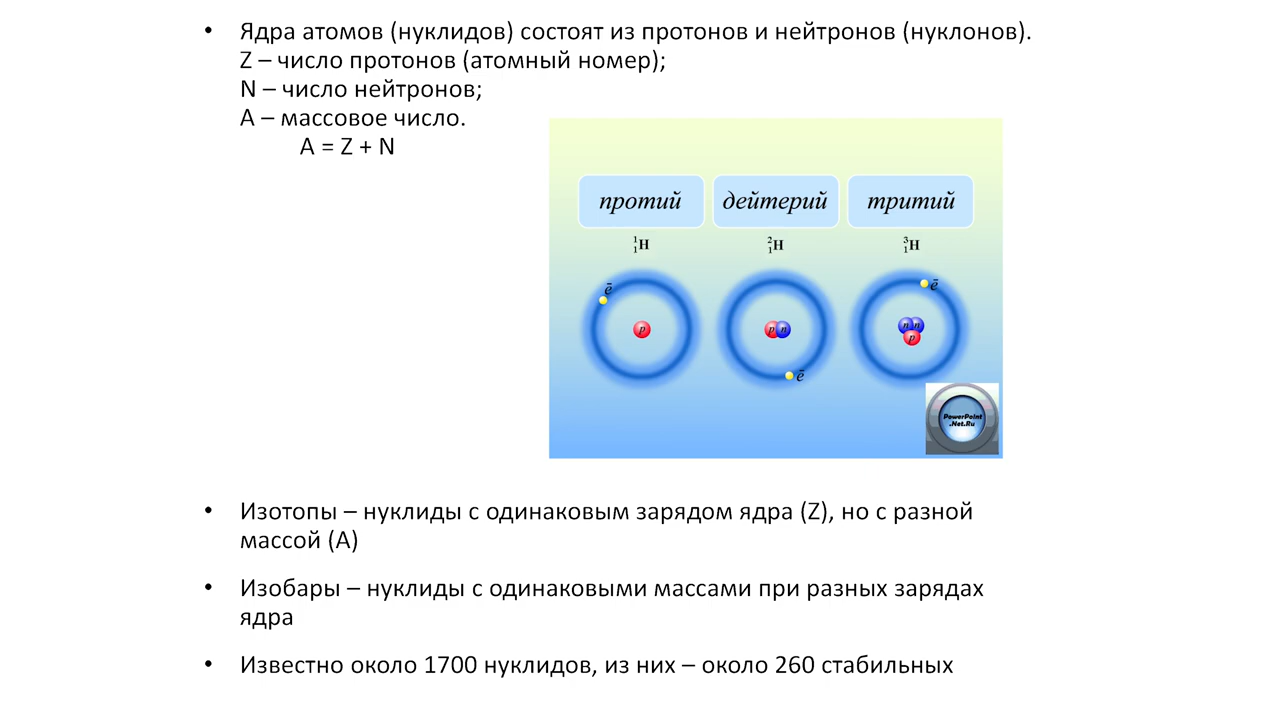 • Ядра атомов (нуклидов) состоят из протонов и нейтронов (нуклонов).
Z – число протонов (атомный номер);
N – число нейтронов;
A – массовое число.
A = Z + N
протий дейтерий тритий
¹₁H ²₁H ³₁H
ē ē
p p n n n
p
ē
PowerPoint
.Net.Ru
• Изотопы – нуклиды с одинаковым зарядом ядра (Z), но с разной
массой (A)
• Изобары – нуклиды с одинаковыми массами при разных зарядах
ядра
• Известно около 1700 нуклидов, из них – около 260 стабильных